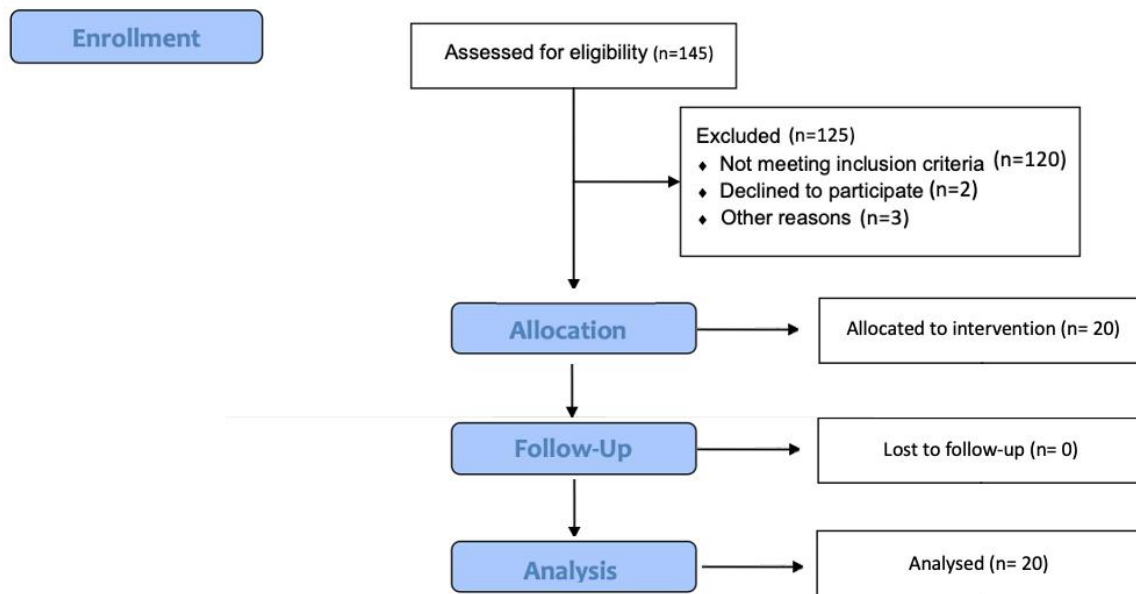 Enrollment
Assessed for eligibility (n=145)
Excluded (n=125)
♦ Not meeting inclusion criteria (n=120)
♦ Declined to participate (n=2)
♦ Other reasons (n=3)
Allocation
Allocated to intervention (n= 20)
Follow-Up
Lost to follow-up (n= 0)
Analysis
Analysed (n= 20)